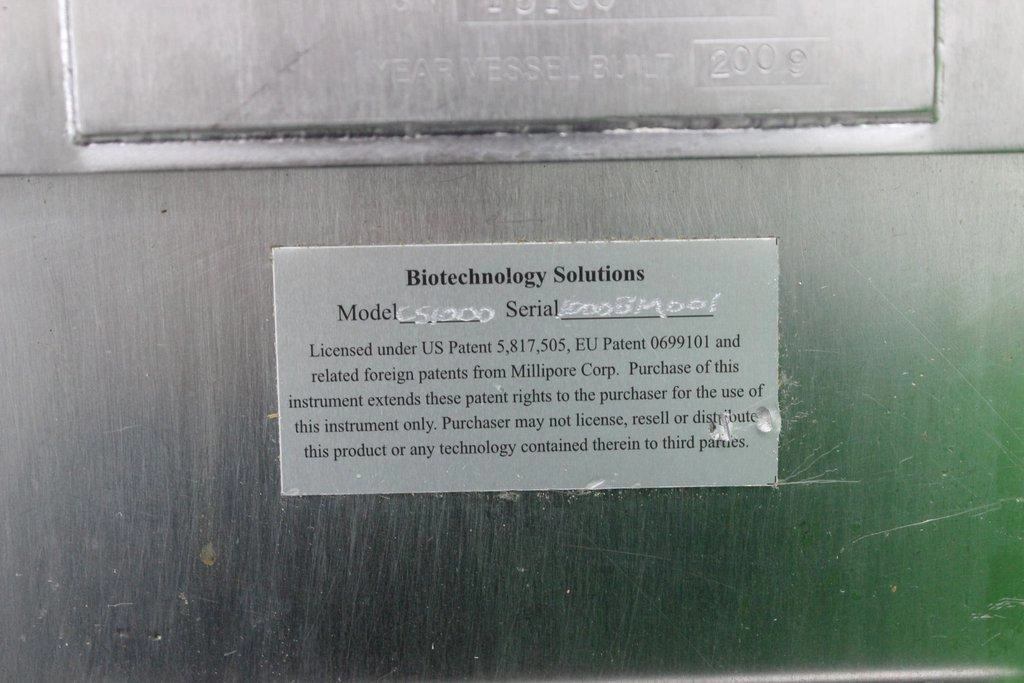 YEAR VESSEL BUILT 2009
Biotechnology Solutions
Model CS1000 Serial
Licensed under US Patent 5,817,505, EU Patent 0699101 and
related foreign patents from Millipore Corp. Purchase of this
instrument extends these patent rights to the purchaser for the use of
this instrument only. Purchaser may not license, resell or distribute
this product or any technology contained therein to third parties.